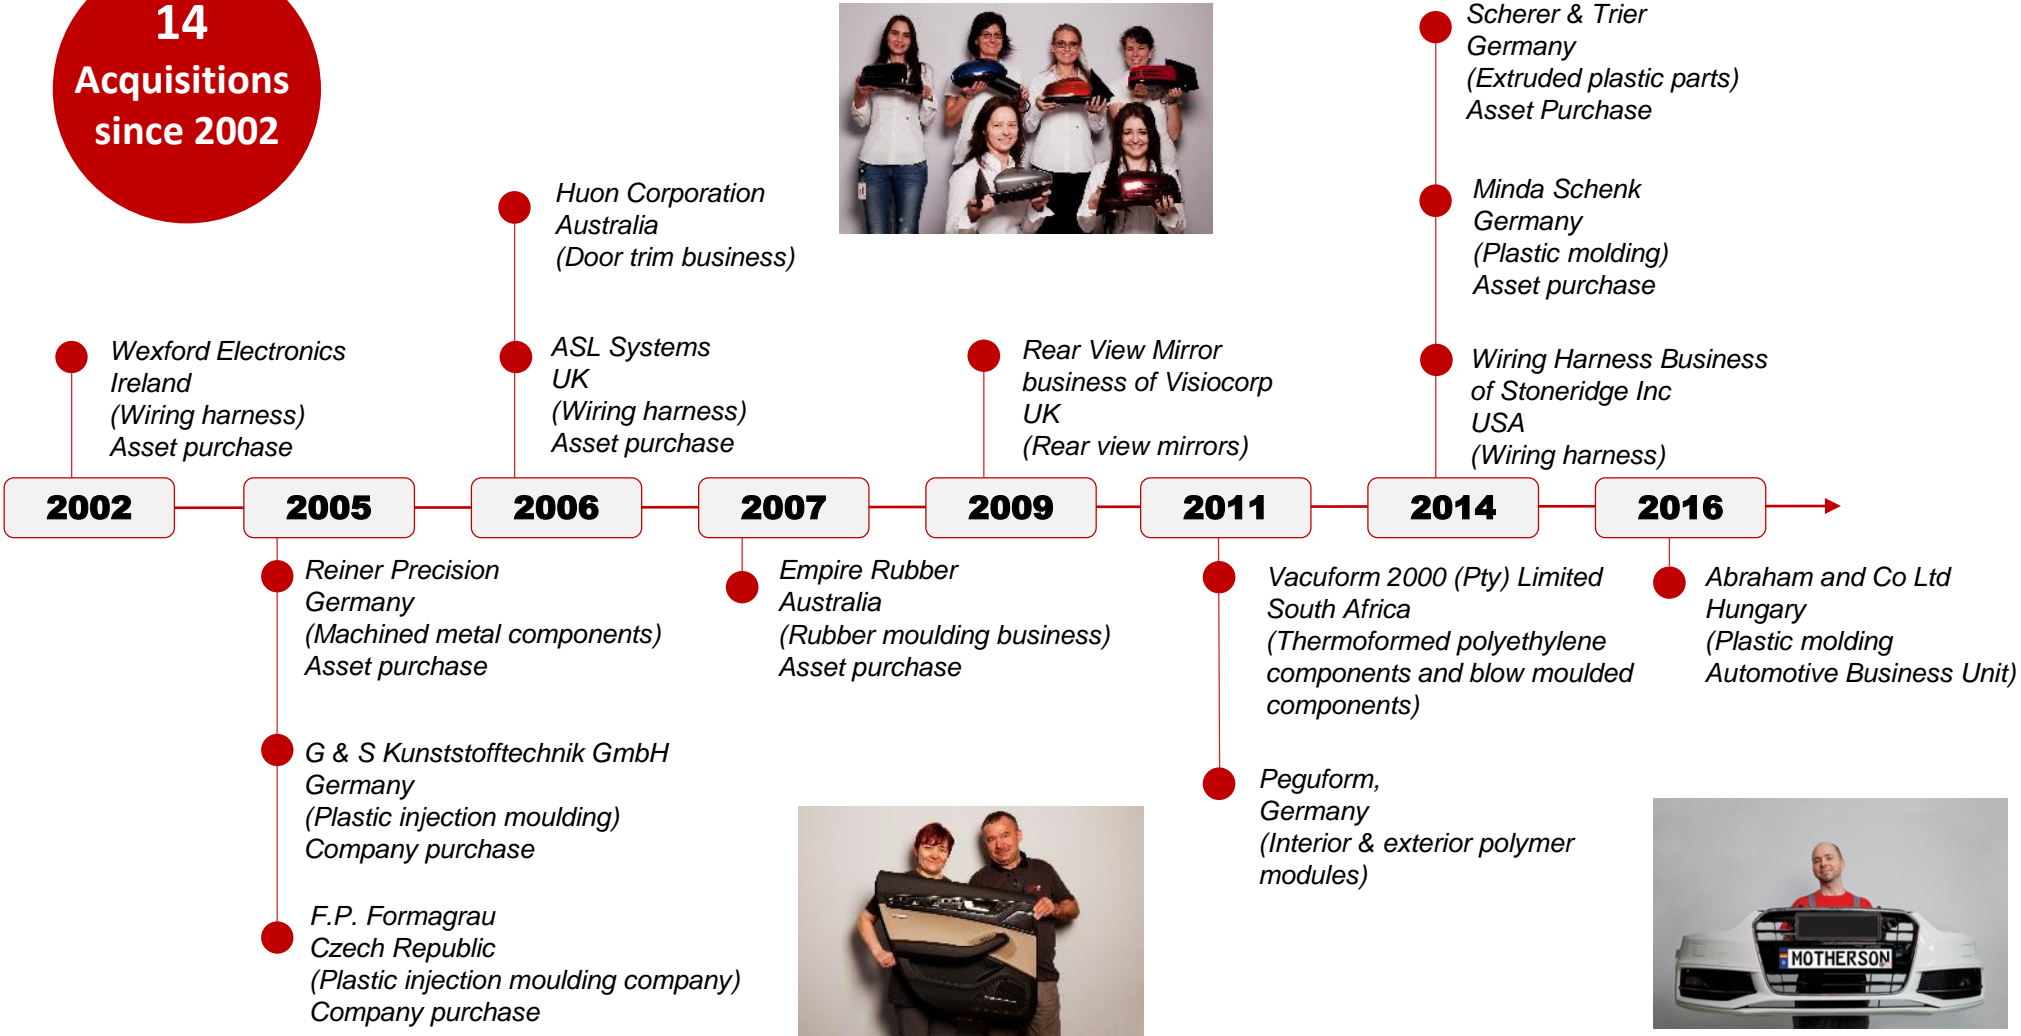 14
Acquisitions
since 2002
Scherer & Trier
Germany
(Extruded plastic parts)
Asset Purchase
Huon Corporation
Australia
(Door trim business)
Minda Schenk
Germany
(Plastic molding)
Asset purchase
Wexford Electronics
Ireland
(Wiring harness)
Asset purchase
ASL Systems
UK
(Wiring harness)
Asset purchase
Rear View Mirror
business of Visiocorp
UK
(Rear view mirrors)
Wiring Harness Business
of Stoneridge Inc
USA
(Wiring harness)
2002
2005
2006
2007
2009
2011
2014
2016
Reiner Precision
Germany
(Machined metal components)
Asset purchase
Empire Rubber
Australia
(Rubber moulding business)
Asset purchase
Vacuform 2000 (Pty) Limited
South Africa
(Thermoformed polyethylene
components and blow moulded
components)
Abraham and Co Ltd
Hungary
(Plastic molding
Automotive Business Unit)
G & S Kunststofftechnik GmbH
Germany
(Plastic injection moulding)
Company purchase
Peguform,
Germany
(Interior & exterior polymer
modules)
F.P. Formagrau
Czech Republic
(Plastic injection moulding company)
Company purchase
MOTHERSON